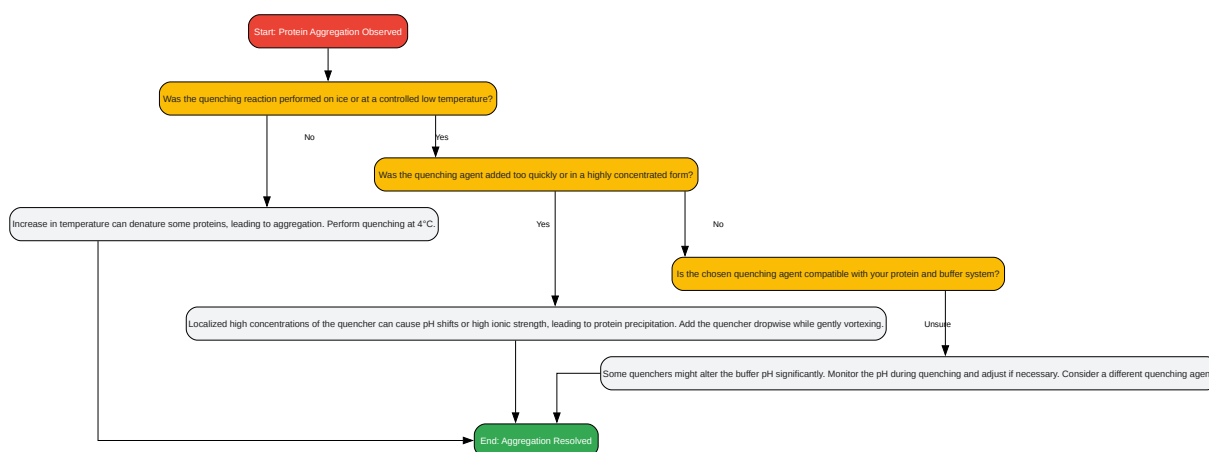 Start: Protein Aggregation Observed
Was the quenching reaction performed on ice or at a controlled low temperature?
No
Yes
Was the quenching agent added too quickly or in a highly concentrated form?
Increase in temperature can denature some proteins, leading to aggregation. Perform quenching at 4°C.
Yes
No
Is the chosen quenching agent compatible with your protein and buffer system?
Localized high concentrations of the quencher can cause pH shifts or high ionic strength, leading to protein precipitation. Add the quencher dropwise while gently vortexing.
Unsure
Some quenchers might alter the buffer pH significantly. Monitor the pH during quenching and adjust if necessary. Consider a different quenching agen
End: Aggregation Resolved